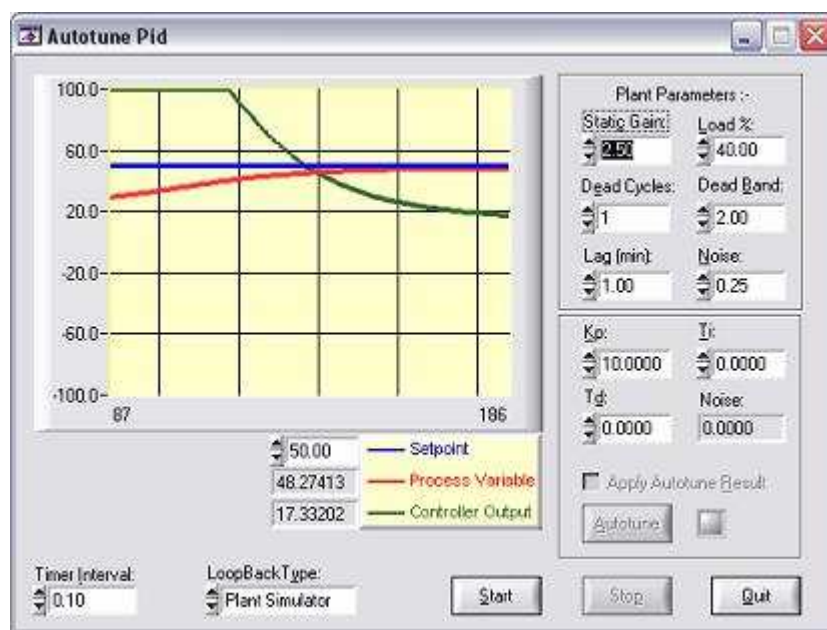 Autotune Pid
100.0
60.0
20.0
-20.0
-60.0
-100.0
87
186
50.00
Setpoint
48.27413
Process Variable
17.33202
Controller Output
Timer Interval:
0.10
LoopBackType:
Plant Simulator
Start
Stop
Quit
Plant Parameters :-
Static Gain:
Load %:
2.50
40.00
Dead Cycles:
Dead Band:
1
2.00
Lag (min):
Noise:
1.00
0.25
Kp:
Ti:
10.0000
0.0000
Td:
Noise:
0.0000
0.0000
Apply Autotune Result
Autotune